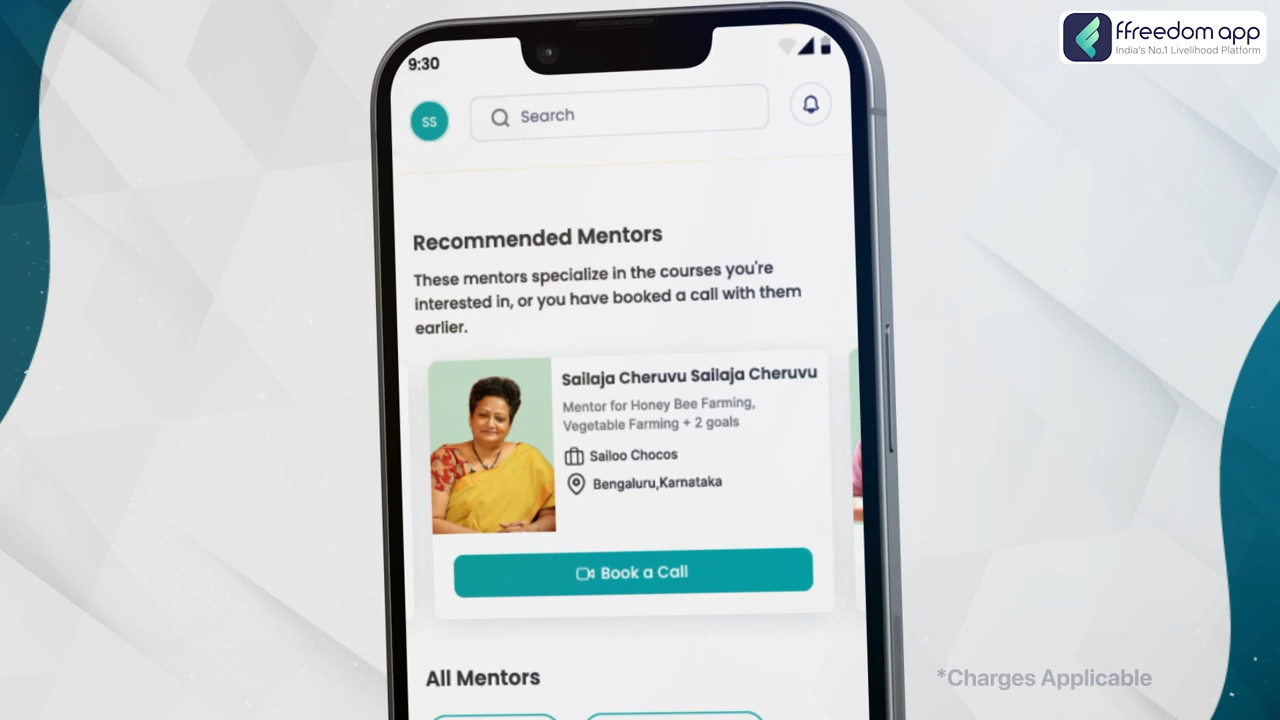 ffreedom app
India's No.1 Livelihood Platform
9:30
SS
Search
Recommended Mentors
These mentors specialize in the courses you're
interested in, or you have booked a call with them
earlier.
Sailaja Cheruvu Sailaja Cheruvu
Mentor for Honey Bee Farming,
Vegetable Farming + 2 goals
Sailoo Chocos
Bengaluru,Karnataka
Book a Call
All Mentors
*Charges Applicable